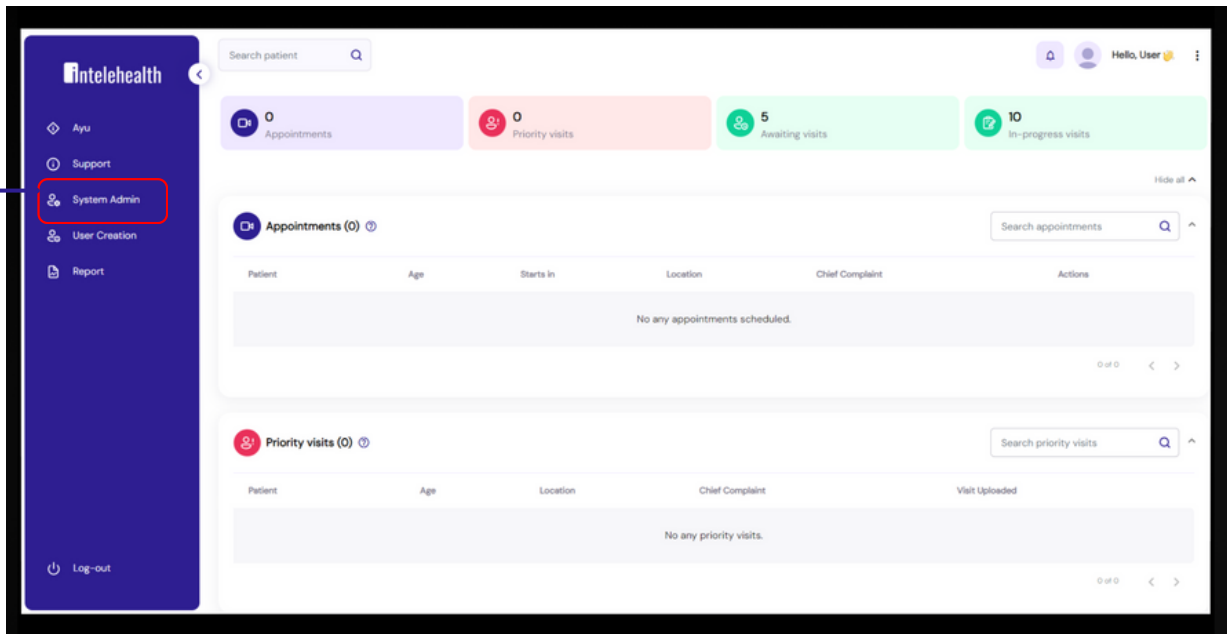 intelehealth
Search patient
Hello, User👋
Ayu
Support
System Admin
User Creation
Report
Log-out
0
Appointments
0
Priority visits
5
Awaiting visits
10
In-progress visits
Hide all
Appointments (0)
Search appointments
Patient Age Starts in Location Chief Complaint Actions
No any appointments scheduled.
0 of 0
Priority visits (0)
Search priority visits
Patient Age Location Chief Complaint Visit Uploaded
No any priority visits.
0 of 0